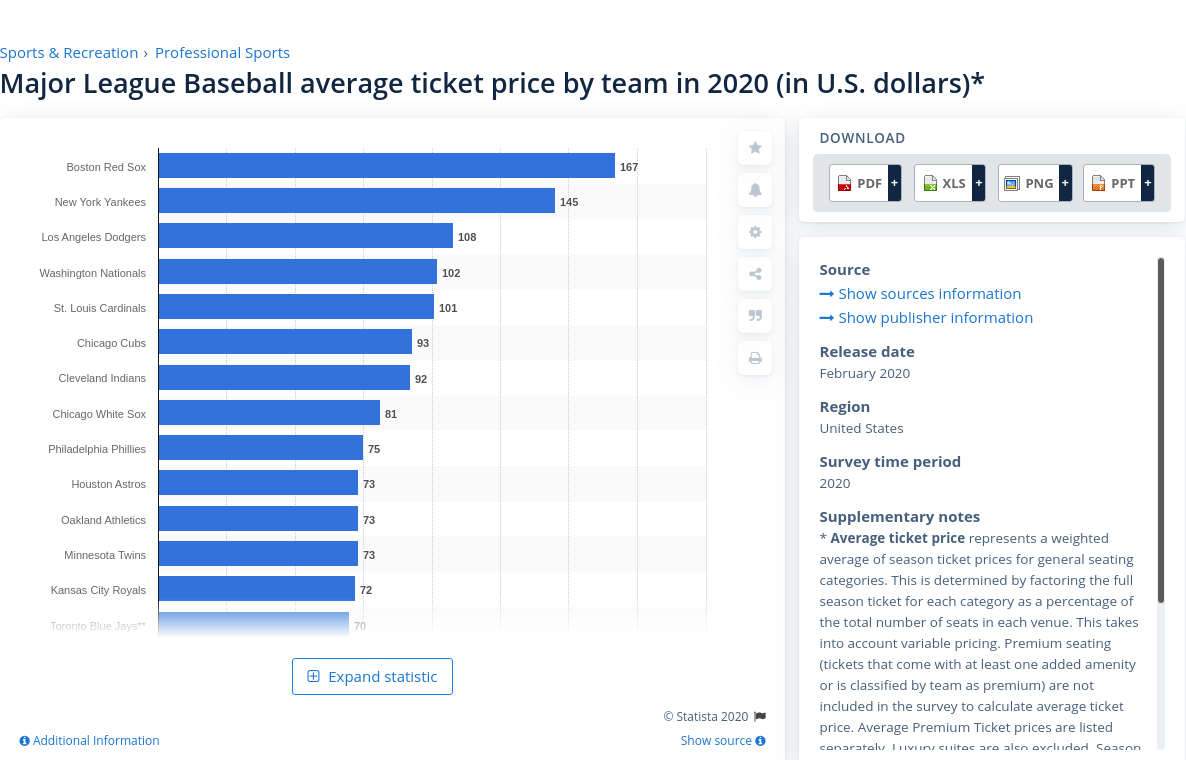 Sports & Recreation › Professional Sports
Major League Baseball average ticket price by team in 2020 (in U.S. dollars)*
Boston Red Sox 167
New York Yankees 145
Los Angeles Dodgers 108
Washington Nationals 102
St. Louis Cardinals 101
Chicago Cubs 93
Cleveland Indians 92
Chicago White Sox 81
Philadelphia Phillies 75
Houston Astros 73
Oakland Athletics 73
Minnesota Twins 73
Kansas City Royals 72
Toronto Blue Jays** 70
Expand statistic
© Statista 2020
Additional Information
Show source
DOWNLOAD
PDF + XLS + PNG + PPT +
Source
Show sources information
Show publisher information
Release date
February 2020
Region
United States
Survey time period
2020
Supplementary notes
* Average ticket price represents a weighted
average of season ticket prices for general seating
categories. This is determined by factoring the full
season ticket for each category as a percentage of
the total number of seats in each venue. This takes
into account variable pricing. Premium seating
(tickets that come with at least one added amenity
or is classified by team as premium) are not
included in the survey to calculate average ticket
price. Average Premium Ticket prices are listed
separately. Luxury suites are also excluded. Season